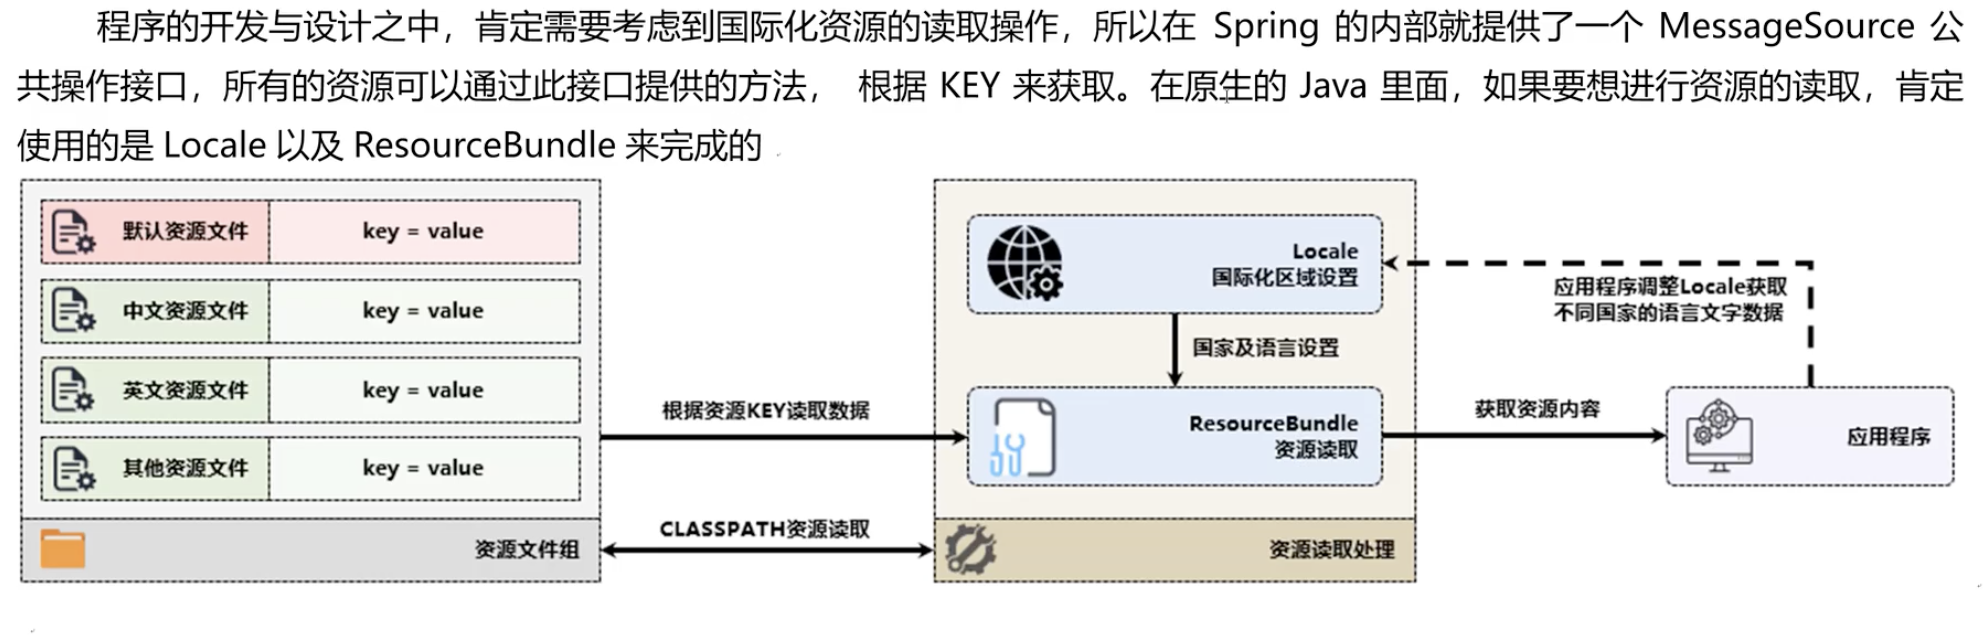 程序的开发与设计之中，肯定需要考虑到国际化资源的读取操作，所以在 Spring 的内部就提供了一个 MessageSource 公
共操作接口，所有的资源可以通过此接口提供的方法， 根据 KEY 来获取。在原生的 Java 里面，如果要想进行资源的读取，肯定
使用的是 Locale 以及 ResourceBundle 来完成的
默认资源文件 key = value
中文资源文件 key = value
英文资源文件 key = value
其他资源文件 key = value
资源文件组
根据资源KEY读取数据
CLASSPATH资源读取
Locale
国际化区域设置
国家及语言设置
ResourceBundle
资源读取
资源读取处理
应用程序调整Locale获取
不同国家的语言文字数据
获取资源内容
应用程序